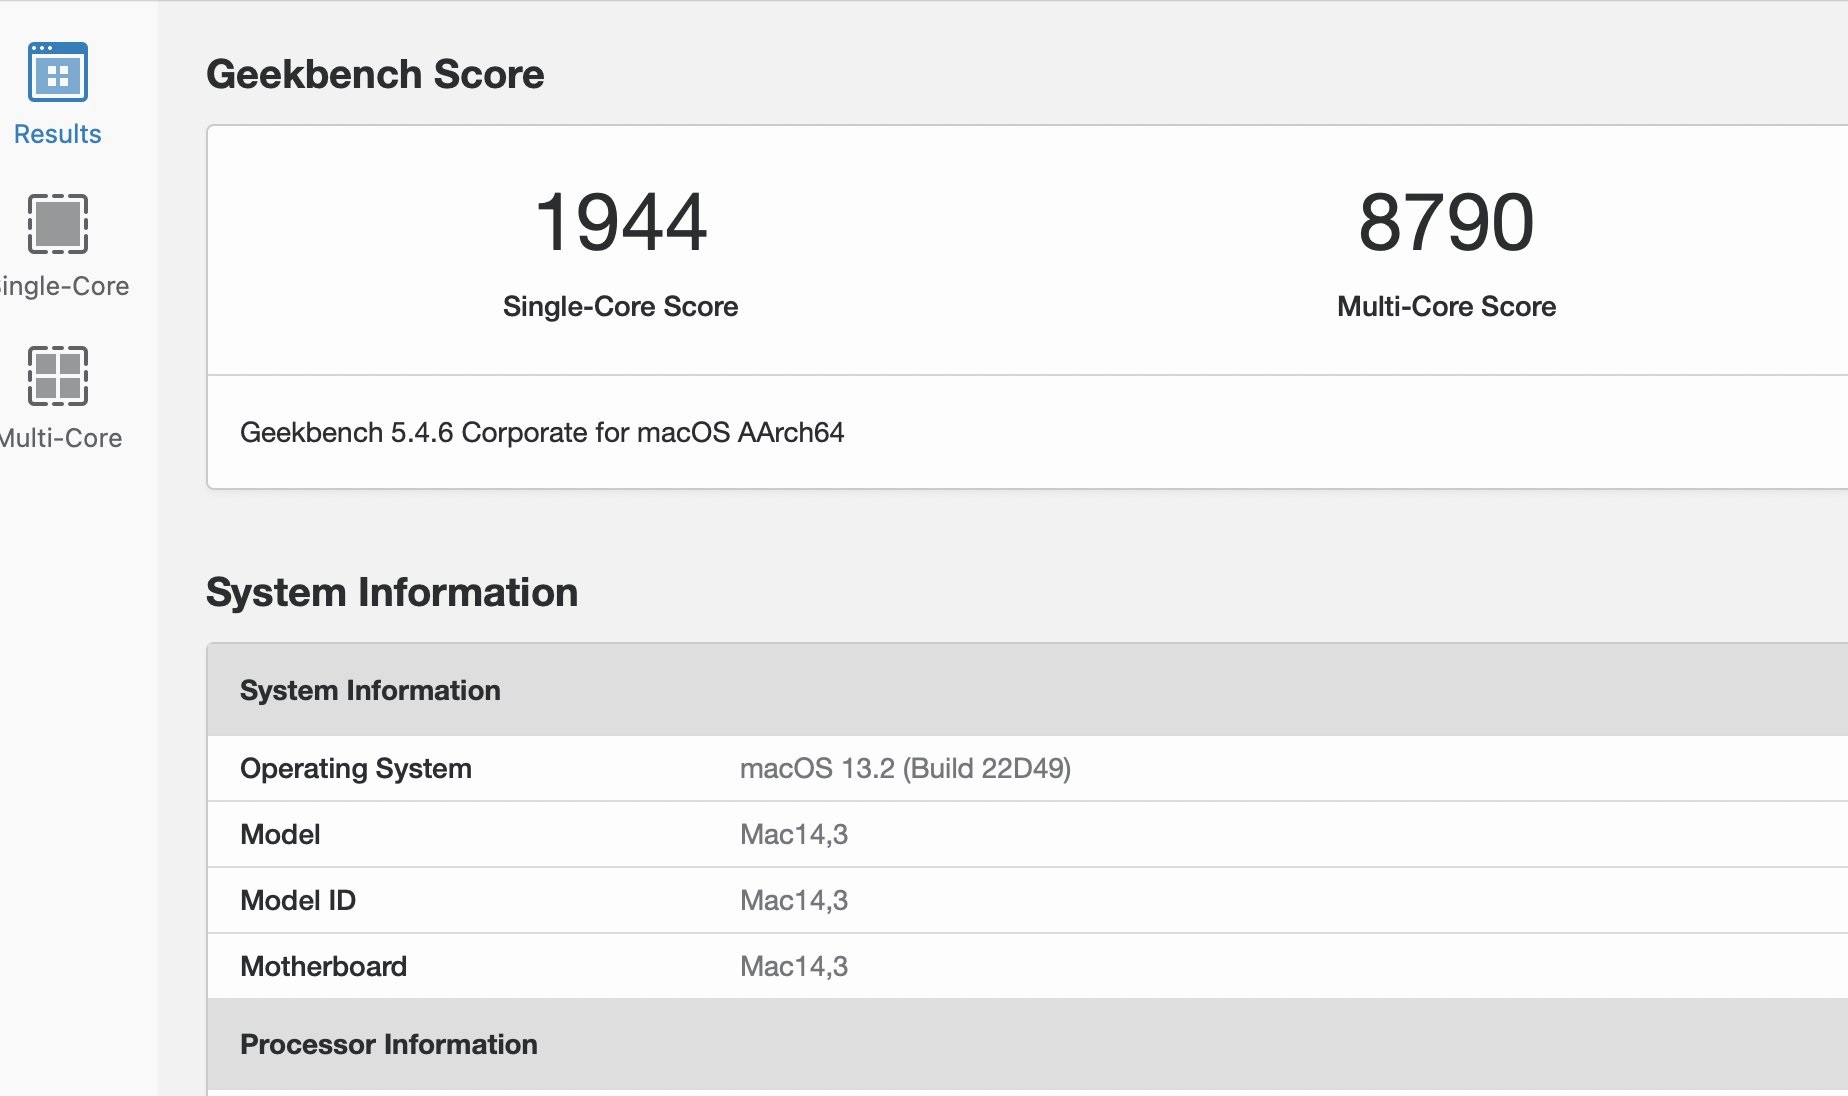 Results
ingle-Core
Multi-Core
Geekbench Score
1944
Single-Core Score
8790
Multi-Core Score
Geekbench 5.4.6 Corporate for macOS AArch64
System Information
System Information
Operating System macOS 13.2 (Build 22D49)
Model Mac14,3
Model ID Mac14,3
Motherboard Mac14,3
Processor Information